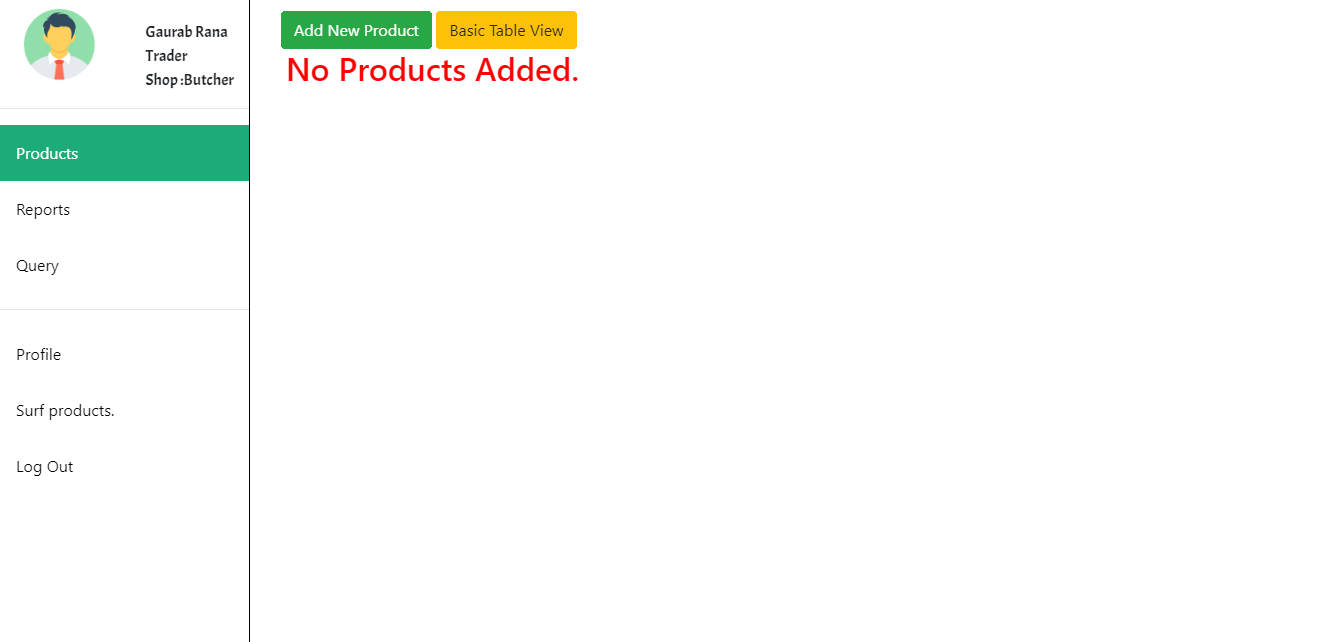 Gaurab Rana
Trader
Shop :Butcher
Products
Reports
Query
Profile
Surf products.
Log Out
Add New Product Basic Table View
No Products Added.